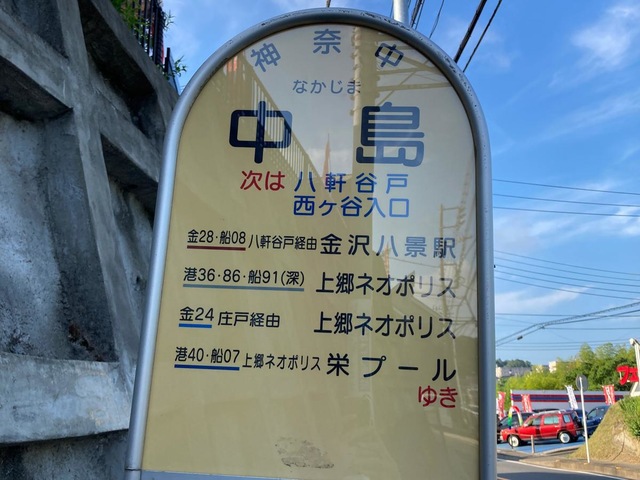 神奈中
なかじま
中島
次は 八軒谷戸
西ヶ谷入口
金28・船08 八軒谷戸経由 金沢八景駅
港36・86・船91(深) 上郷ネオポリス
金24 庄戸経由 上郷ネオポリス
港40・船07 上郷ネオポリス 栄プール
ゆき